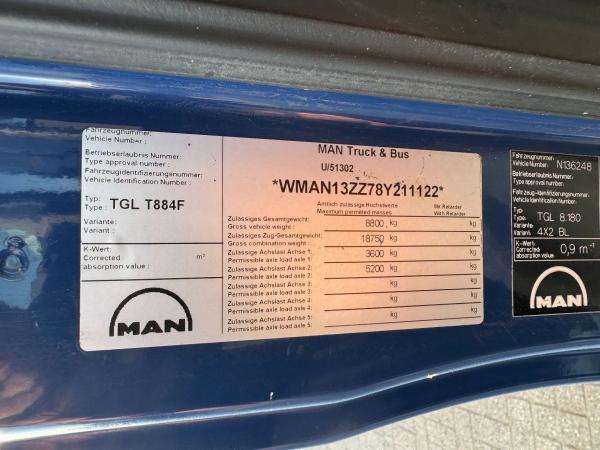 Fahrzeugnummer:
Vehicle Number:
Betriebserlaubnis Nummer:
Type approval number:
Fahrzeugidentifizierungsnummer:
Vehicle Identification Number:
Typ:
Type:
TGL T884F
Variante:
Variant:
K-Wert:
Corrected
absorption value :
m²
MAN
MAN Truck & Bus
U/51302
*WMAN13ZZ78Y211122*
Amtlich zulässige Höchstwerte
Maximum permitted masses
Mit Retarder
With Retarder
Zulässiges Gesamtgewicht:
Gross vehicle weight :
8800 kg kg
Zulässiges Zug-Gesamtgewicht:
Gross combination weight :
18750 kg kg
Zulässige Achslast Achse 1:
Permissible axle load axle 1:
3600 kg kg
Zulässige Achslast Achse 2:
Permissible axle load axle 2:
5200 kg kg
Zulässige Achslast Achse 3:
Permissible axle load axle 3:
kg kg
Zulässige Achslast Achse 4:
Permissible axle load axle 4:
kg kg
Zulässige Achslast Achse 5:
Permissible axle load axle 5:
kg kg
Fahrzeugnummer:
Vehicle Number:
N136248
Betriebserlaubnis Nummer:
Type approval number:
Fahrzeugidentifizierungsnummer:
Vehicle Identification Number:
Typ:
Type:
TGL 8.180
Variante
Variant:
4X2 BL
K-Wert:
Corrected
absorption value :
0,9 m⁻¹
MAN